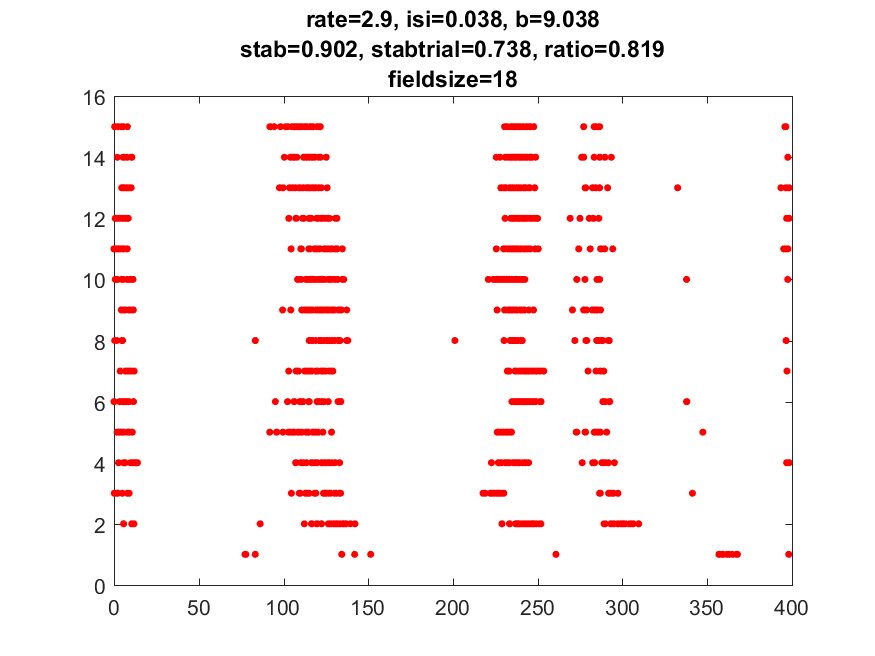 rate=2.9, isi=0.038, b=9.038
stab=0.902, stabtrial=0.738, ratio=0.819
fieldsize=18
16
14
12
10
8
6
4
2
0
0 50 100 150 200 250 300 350 400